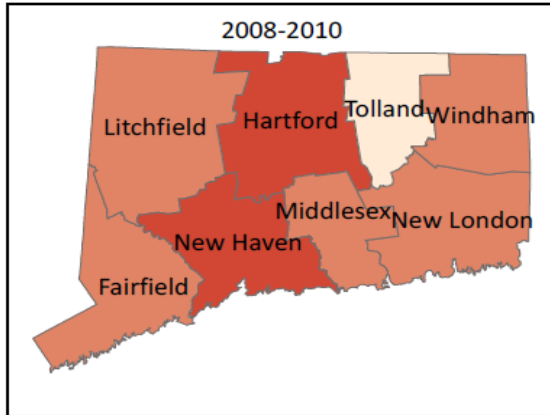 2008-2010
Litchfield
Hartford
Tolland
Windham
Middlesex
New London
New Haven
Fairfield